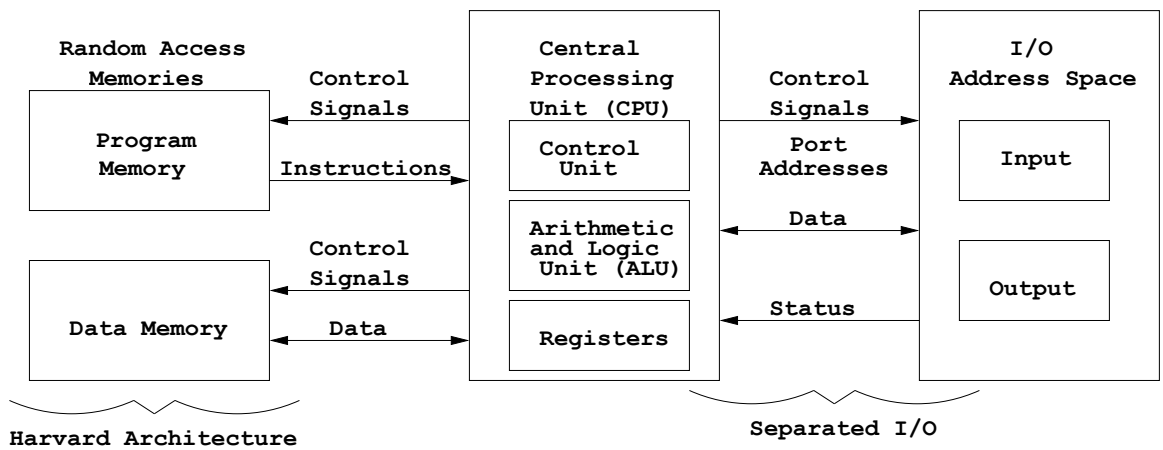 Random Access
Memories
Program
Memory
Data Memory
Harvard Architecture
Control
Signals
Instructions
Control
Signals
Data
Central
Processing
Unit (CPU)
Control
Unit
Arithmetic
and Logic
Unit (ALU)
Registers
Control
Signals
Port
Addresses
Data
Status
Separated I/O
I/O
Address Space
Input
Output